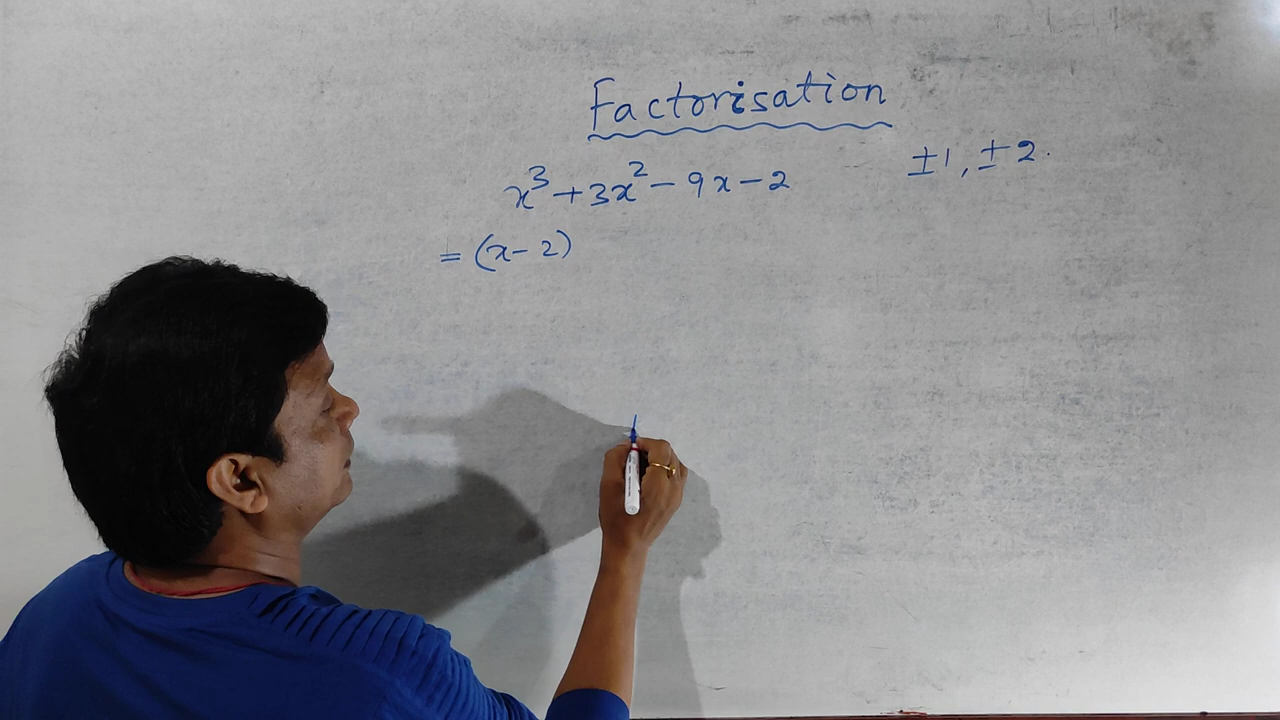 Factorisation
x³ + 3x² - 9x - 2
±1, ±2.
= (x - 2)